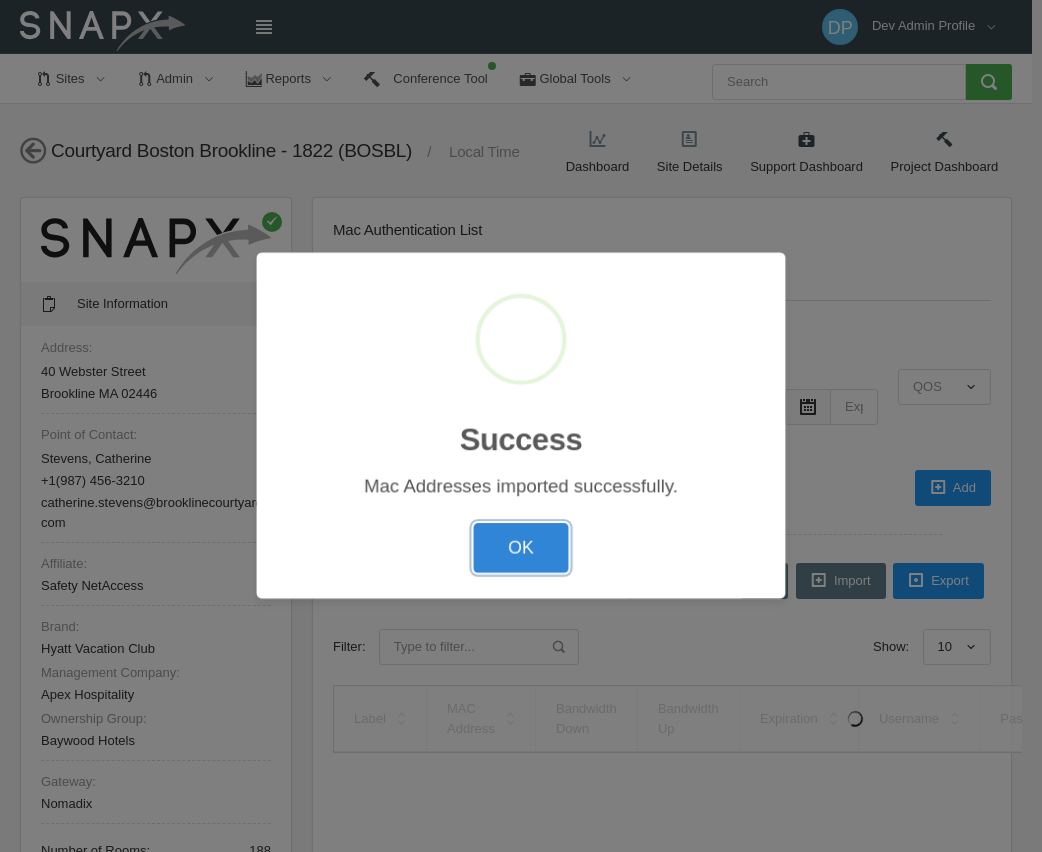 SNAPX
DP
Dev Admin Profile
Sites
Admin
Reports
Conference Tool
Global Tools
Search
Courtyard Boston Brookline - 1822 (BOSBL) / Local Time
Dashboard
Site Details
Support Dashboard
Project Dashboard
SNAPX
Site Information
Address:
40 Webster Street
Brookline MA 02446
Point of Contact:
Stevens, Catherine
+1(987) 456-3210
catherine.stevens@brooklinecourtyard
com
Affiliate:
Safety NetAccess
Brand:
Hyatt Vacation Club
Management Company:
Apex Hospitality
Ownership Group:
Baywood Hotels
Gateway:
Nomadix
Number of Rooms: 188
Mac Authentication List
QOS
Exp
Add
Import
Export
Success
Mac Addresses imported successfully.
OK
Filter:
Type to filter...
Show:
10
Label
MAC
Address
Bandwidth
Down
Bandwidth
Up
Expiration
Username
Pas